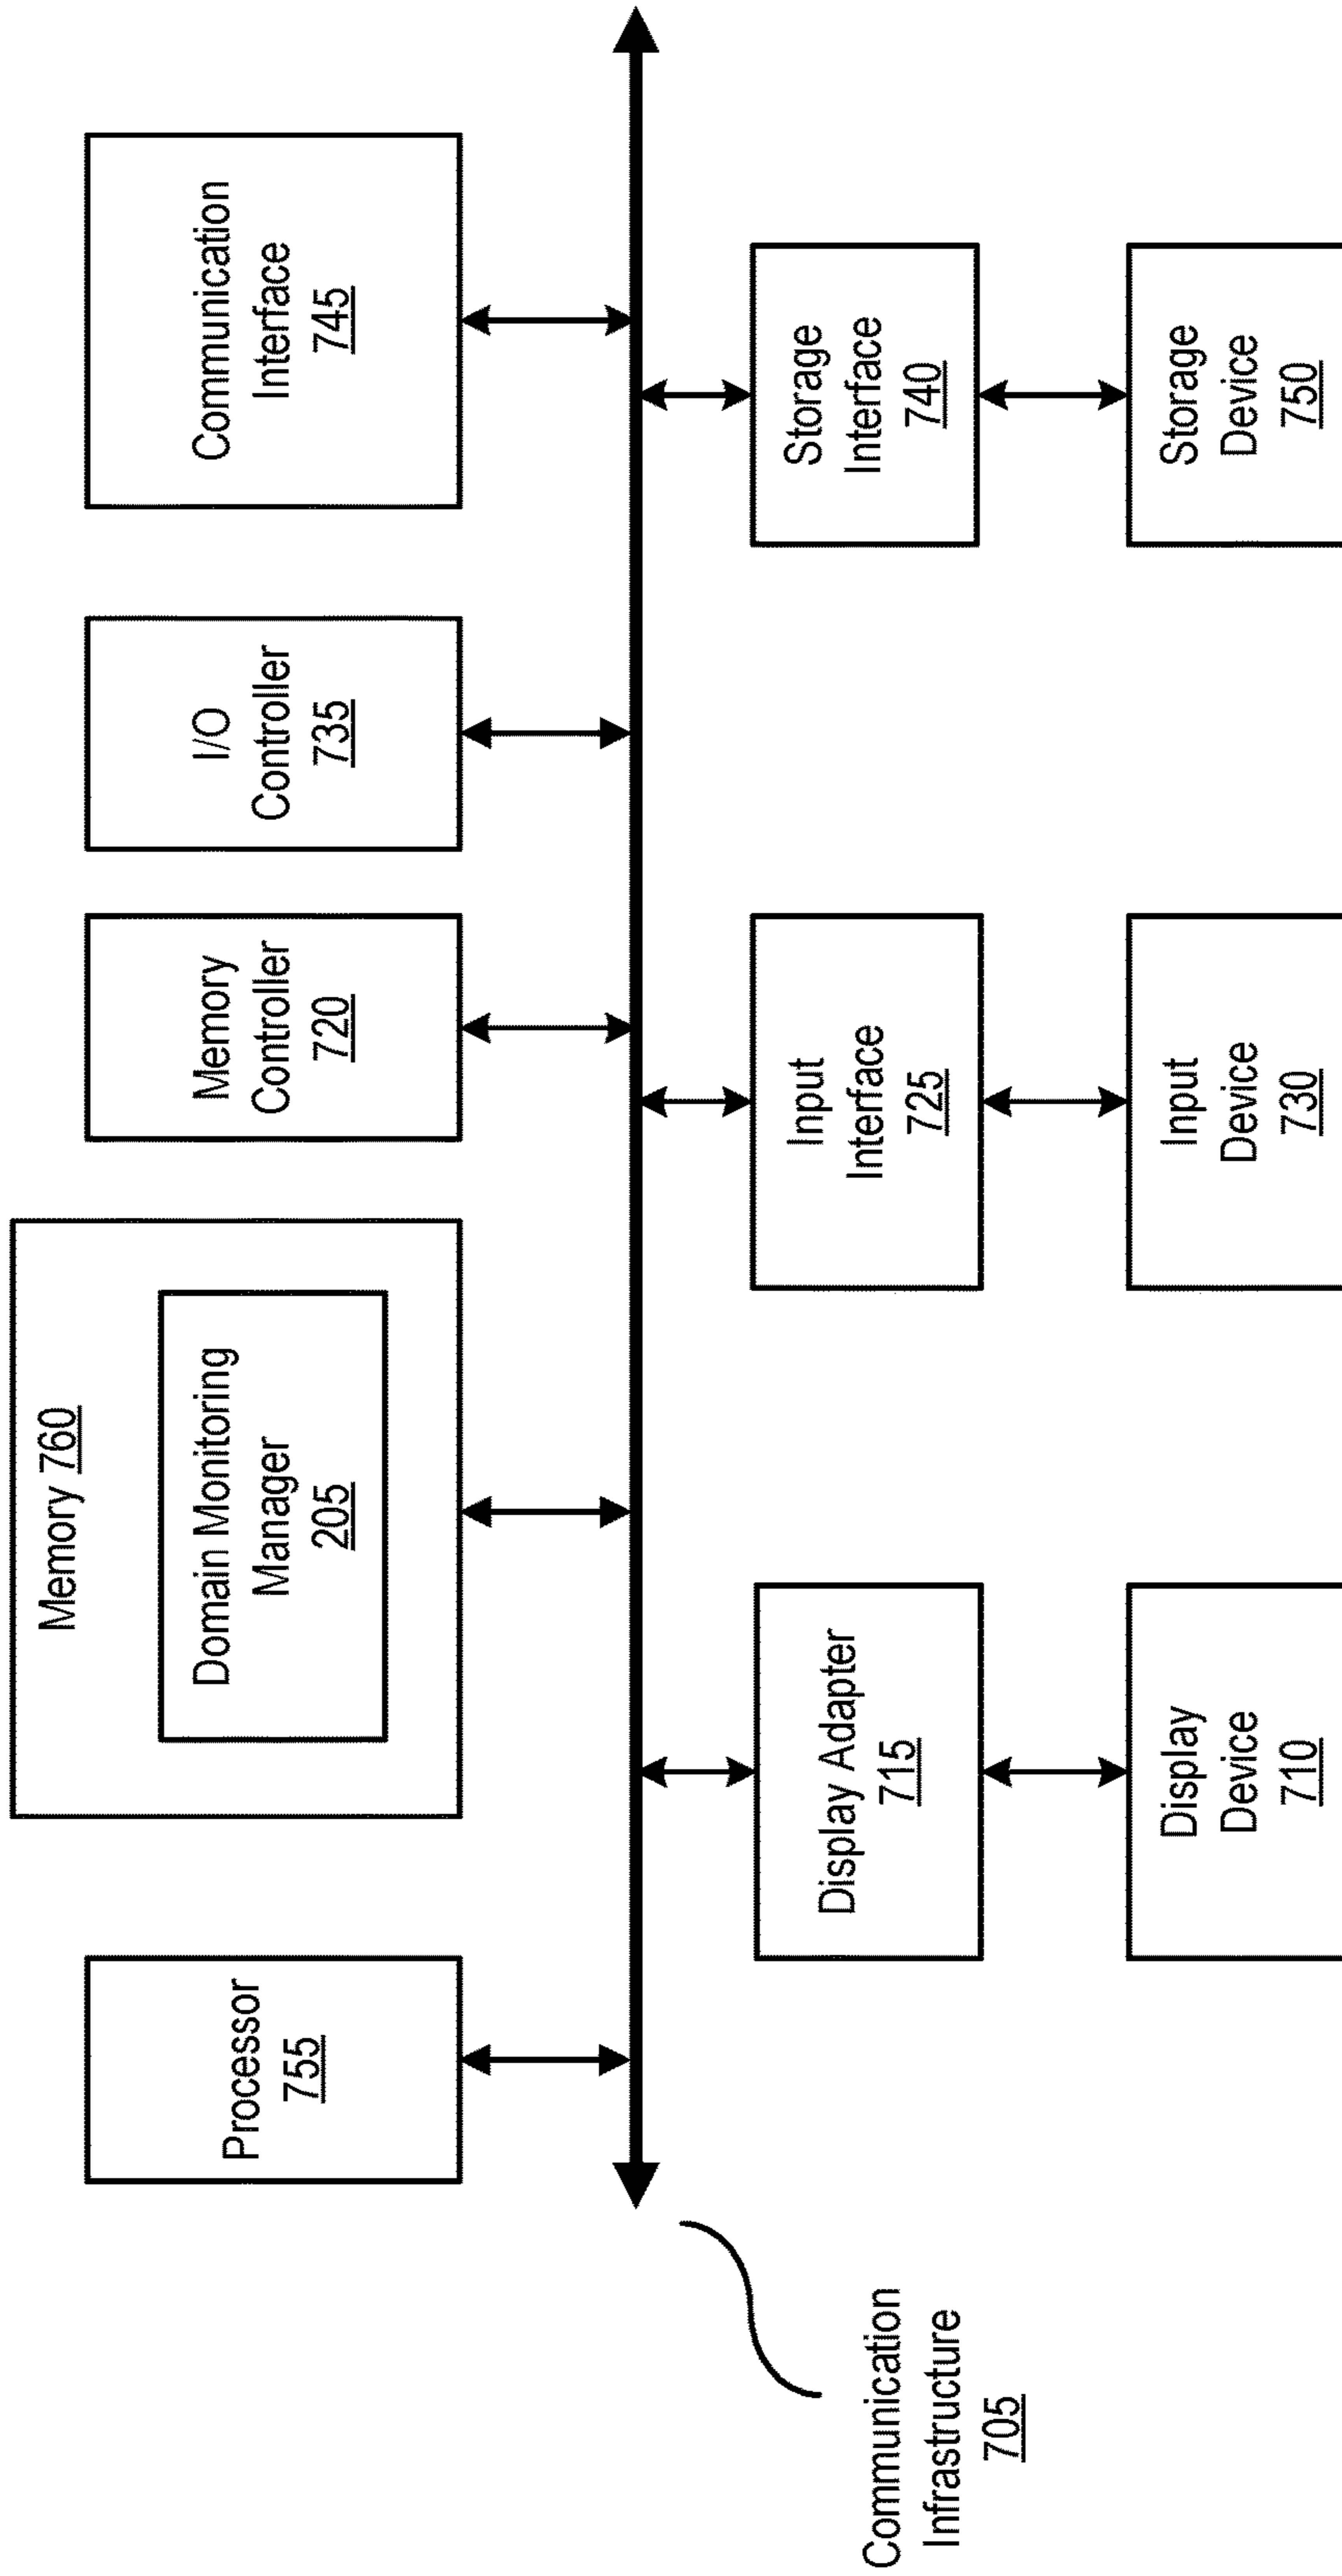 Processor
755
Memory 760
Domain Monitoring
Manager
205
Memory
Controller
720
I/O
Controller
735
Communication
Interface
745
Communication
Infrastructure
705
Display Adapter
715
Input
Interface
725
Storage
Interface
740
Display
Device
710
Input
Device
730
Storage
Device
750